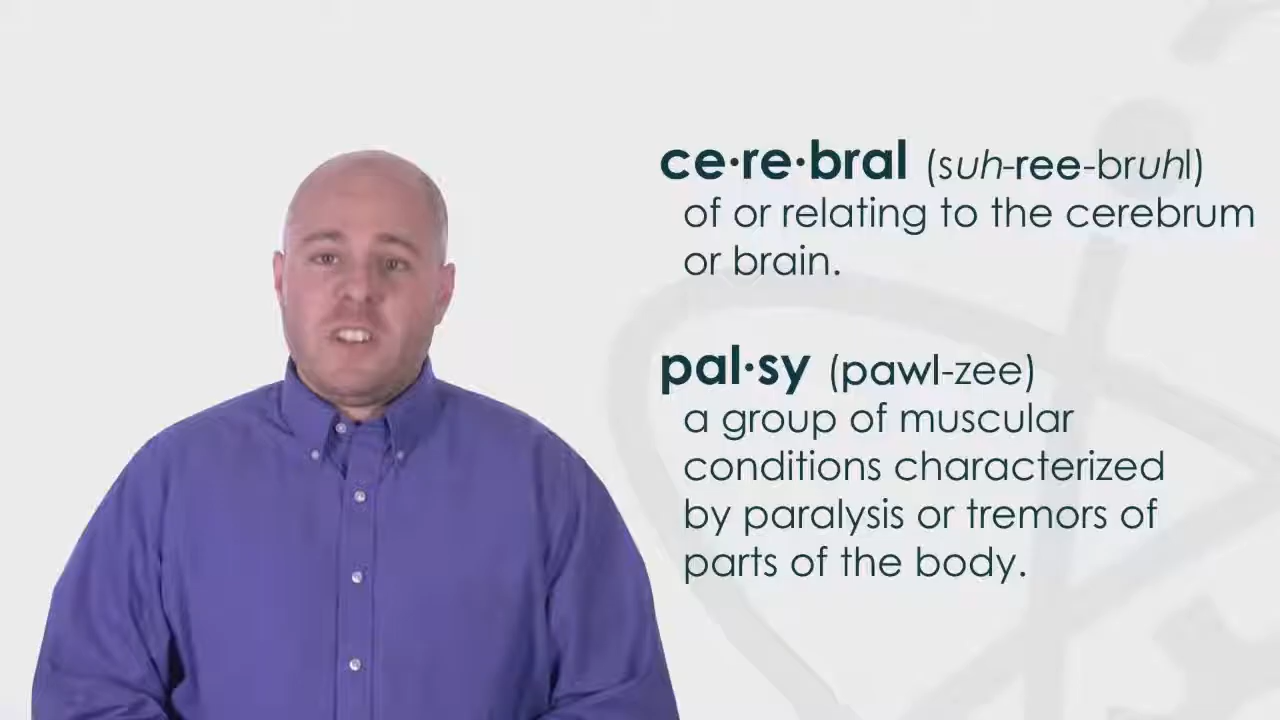 ce·re·bral (suh-ree-bruhl)
of or relating to the cerebrum
or brain.
pal·sy (pawl-zee)
a group of muscular
conditions characterized
by paralysis or tremors of
parts of the body.